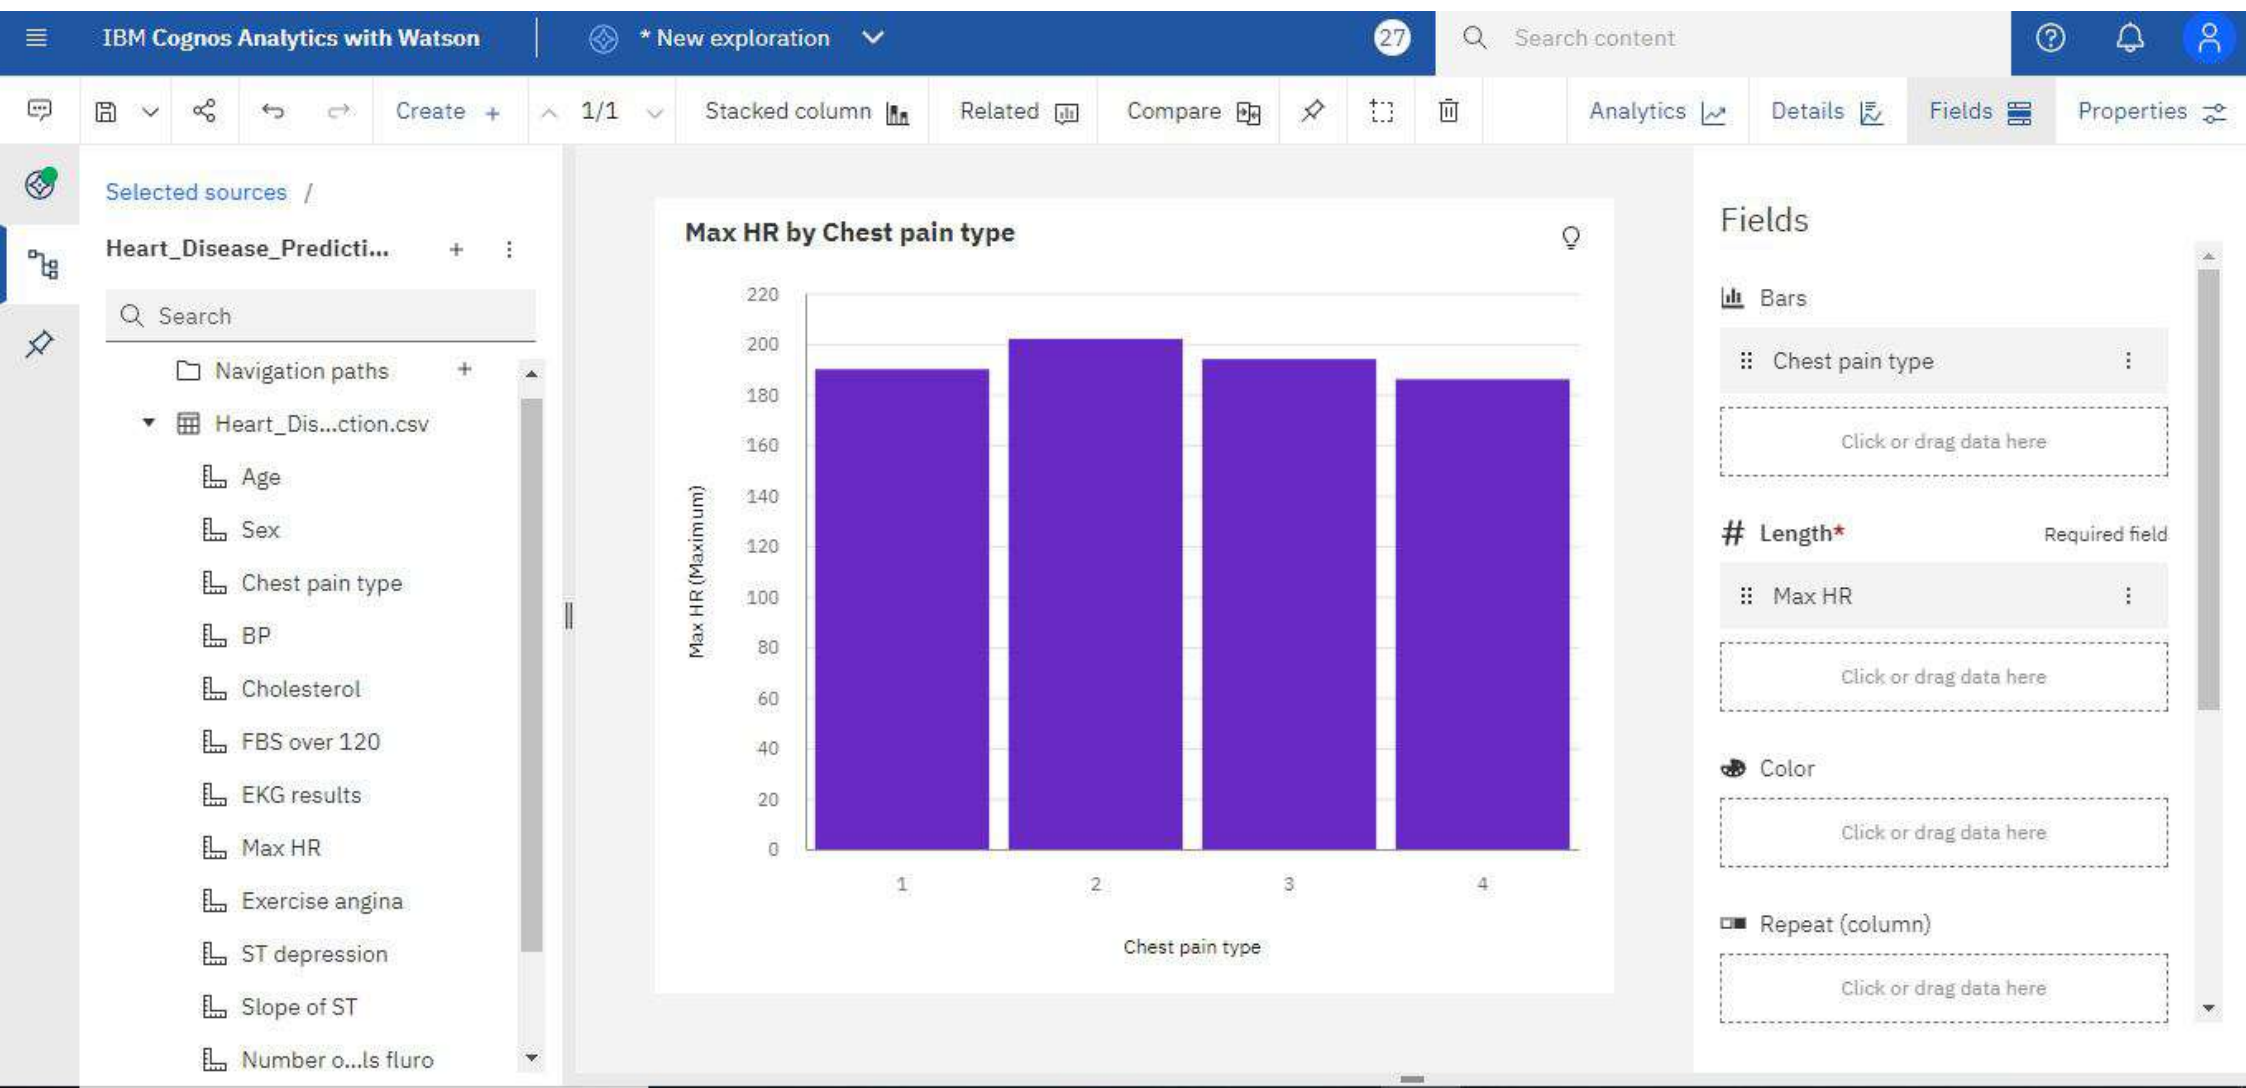 IBM Cognos Analytics with Watson
* New exploration
27
Search content
Create +
1/1
Stacked column
Related
Compare
Analytics
Details
Fields
Properties
Selected sources /
Heart_Disease_Predicti...
Search
Navigation paths
Heart_Dis...ction.csv
Age
Sex
Chest pain type
BP
Cholesterol
FBS over 120
EKG results
Max HR
Exercise angina
ST depression
Slope of ST
Number o...ls fluro
Max HR by Chest pain type
220
200
180
160
140
120
100
80
60
40
20
0
Max HR (Maximum)
1 2 3 4
Chest pain type
Fields
Bars
Chest pain type
Click or drag data here
# Length* Required field
Max HR
Click or drag data here
Color
Click or drag data here
Repeat (column)
Click or drag data here